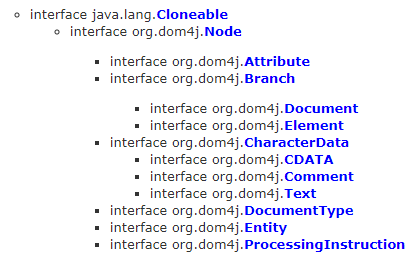 interface java.lang.Cloneable
interface org.dom4j.Node
interface org.dom4j.Attribute
interface org.dom4j.Branch
interface org.dom4j.Document
interface org.dom4j.Element
interface org.dom4j.CharacterData
interface org.dom4j.CDATA
interface org.dom4j.Comment
interface org.dom4j.Text
interface org.dom4j.DocumentType
interface org.dom4j.Entity
interface org.dom4j.ProcessingInstruction